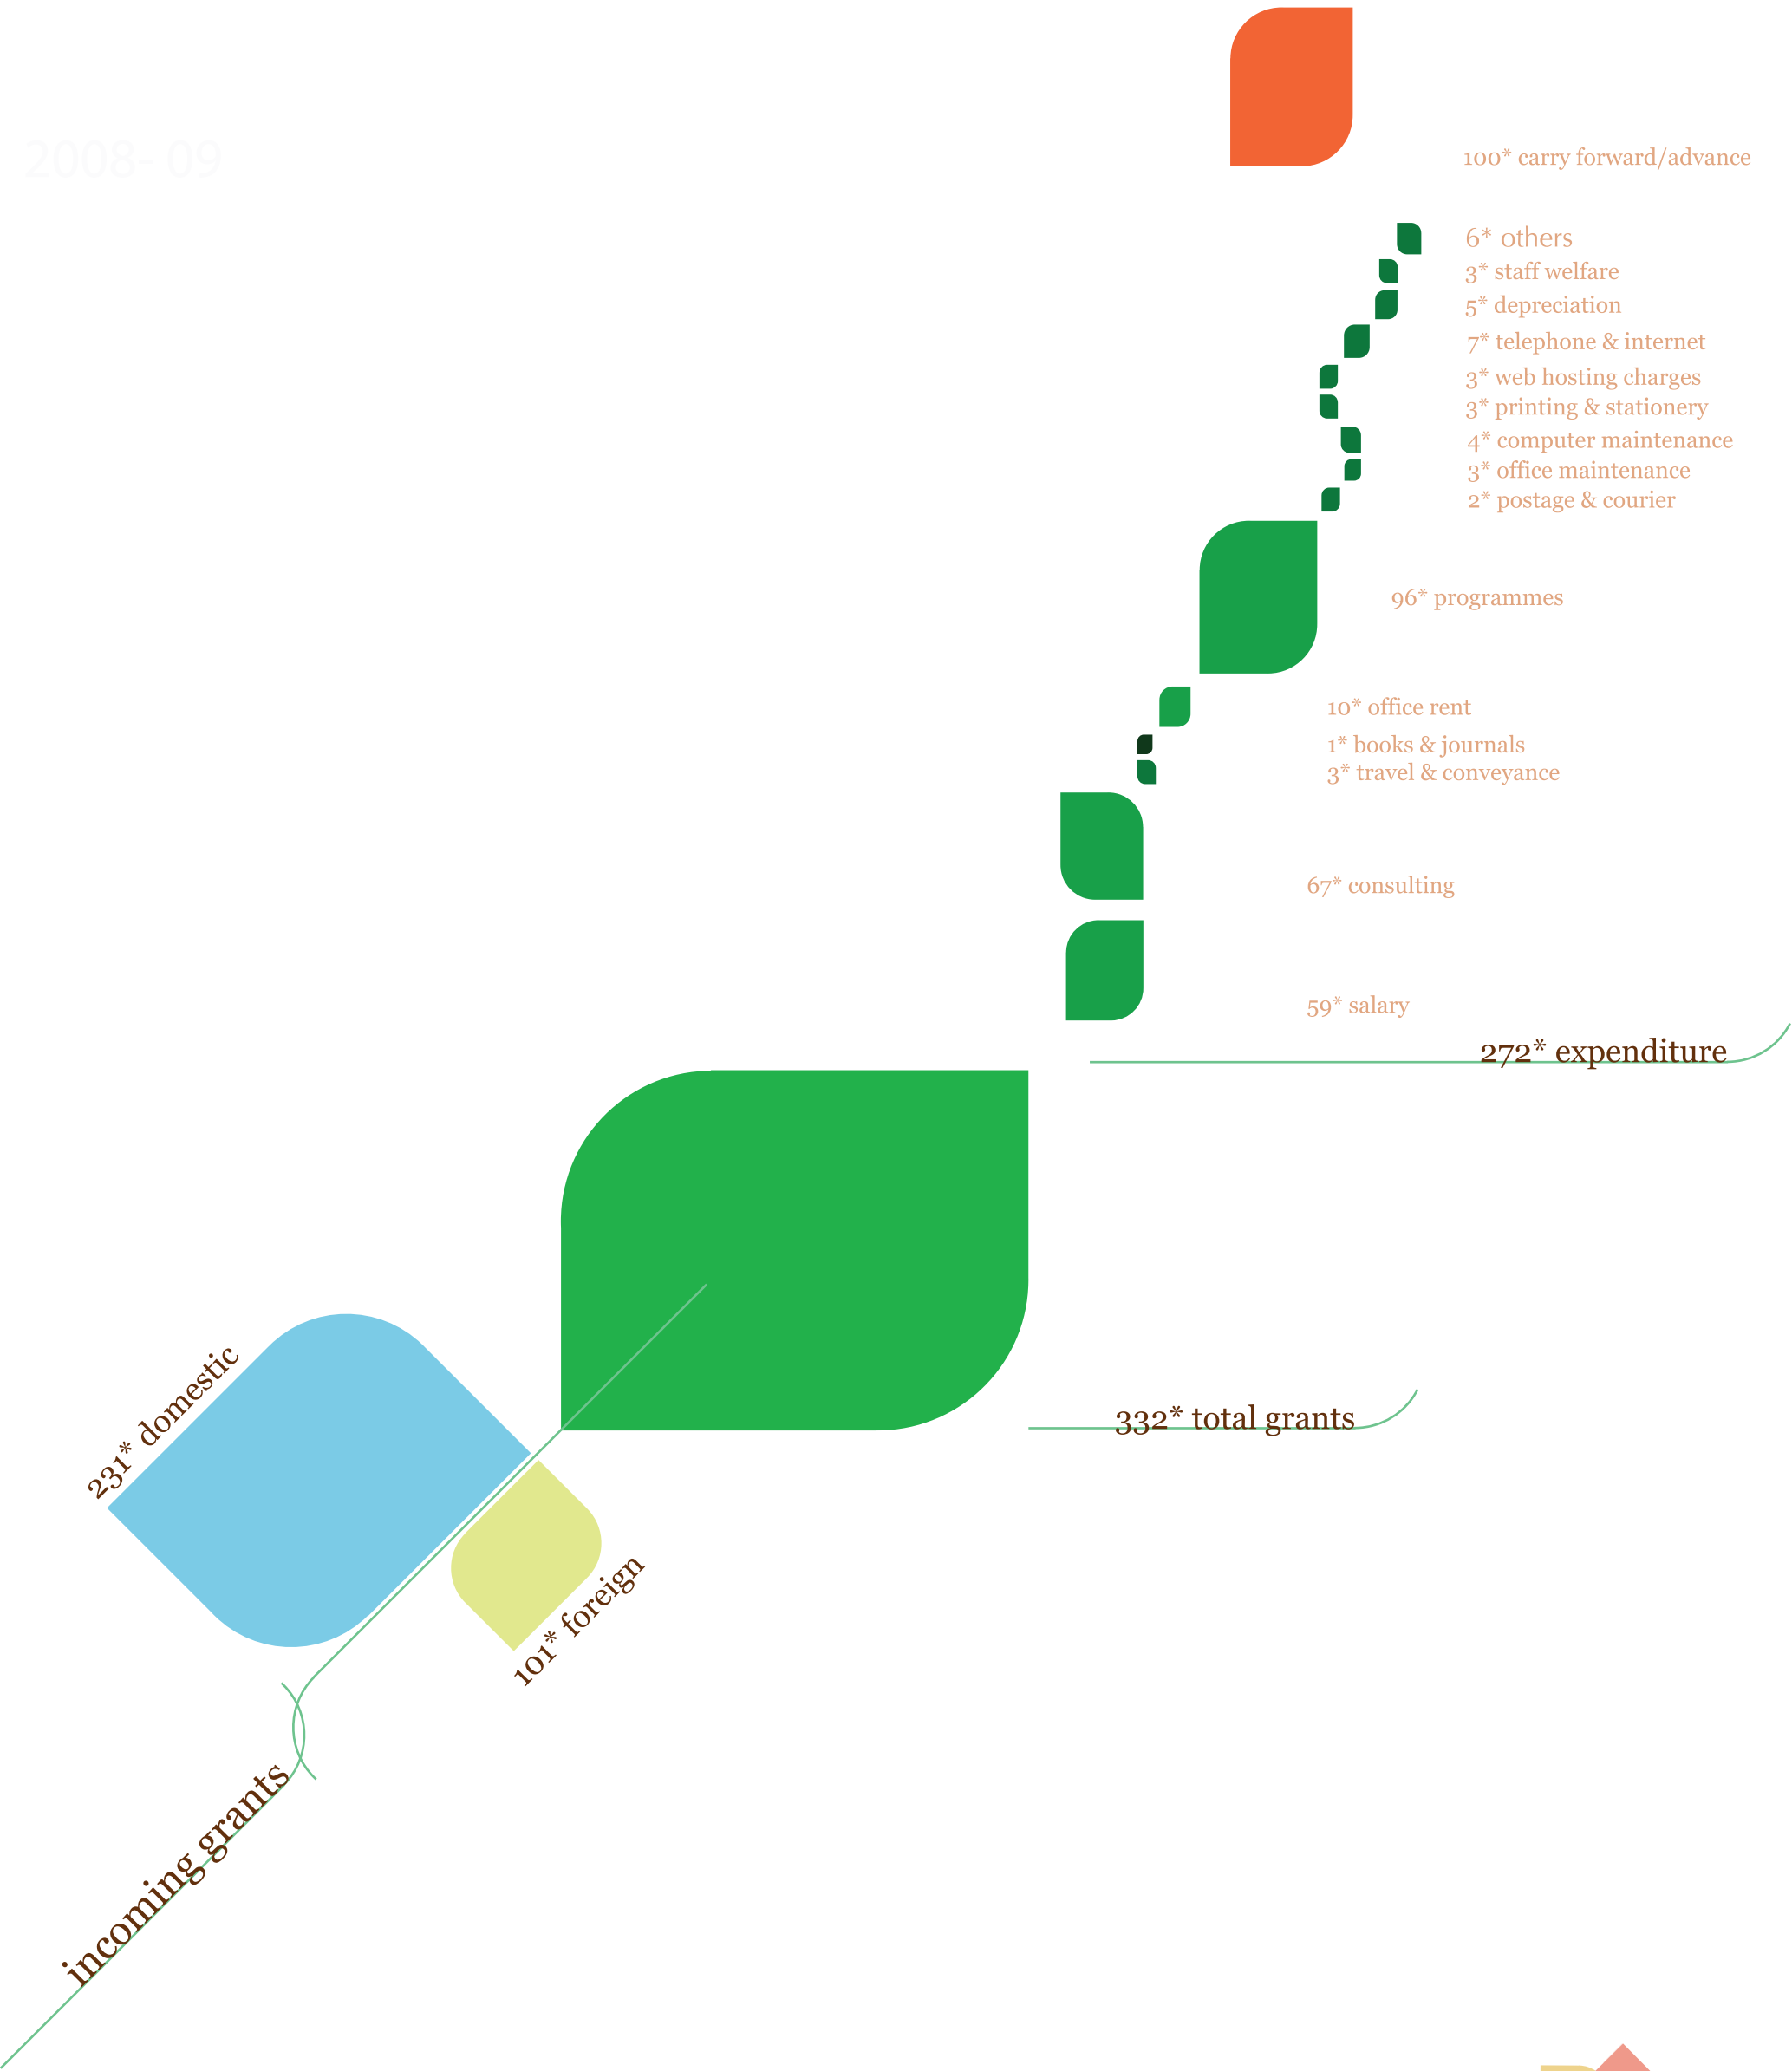 2008- 09
100* carry forward/advance
6* others
3* staff welfare
5* depreciation
7* telephone & internet
3* web hosting charges
3* printing & stationery
4* computer maintenance
3* office maintenance
2* postage & courier
96* programmes
10* office rent
1* books & journals
3* travel & conveyance
67* consulting
59* salary
272* expenditure
332* total grants
231* domestic
101* foreign
incoming grants